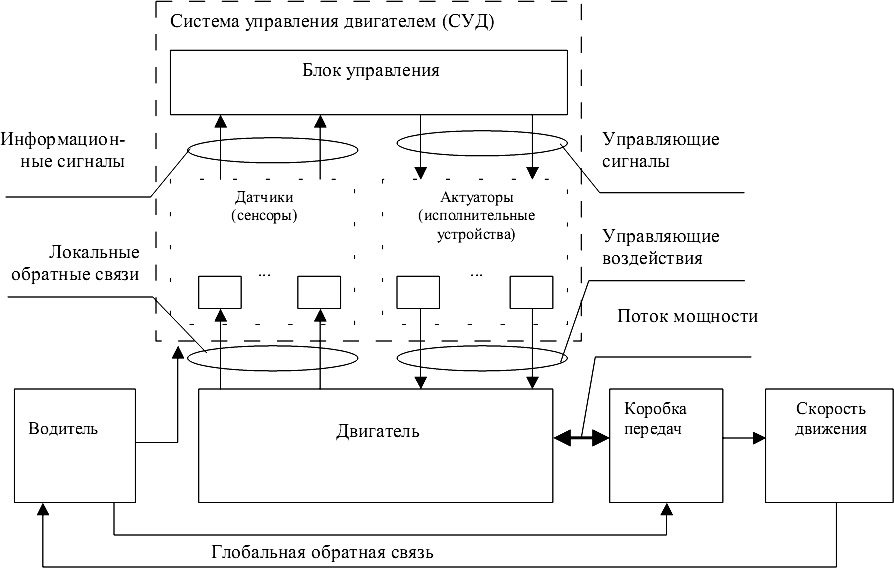 Система управления двигателем (СУД)
Блок управления
Информацион-
ные сигналы
Управляющие
сигналы
Датчики
(сенсоры)
Актуаторы
(исполнительные
устройства)
Локальные
обратные связи
Управляющие
воздействия
...
...
Поток мощности
Водитель
Двигатель
Коробка
передач
Скорость
движения
Глобальная обратная связь